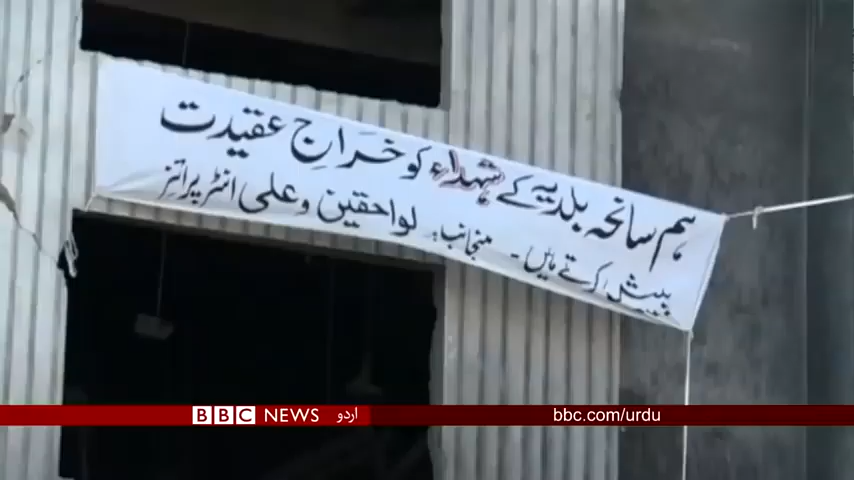 ہم سانحہ بلدیہ کے شہداء کو خراجِ عقیدت
پیش کرتے ہیں۔ منجانب: لواحقین و علی انٹرپرائز
BBC NEWS اردو
bbc.com/urdu